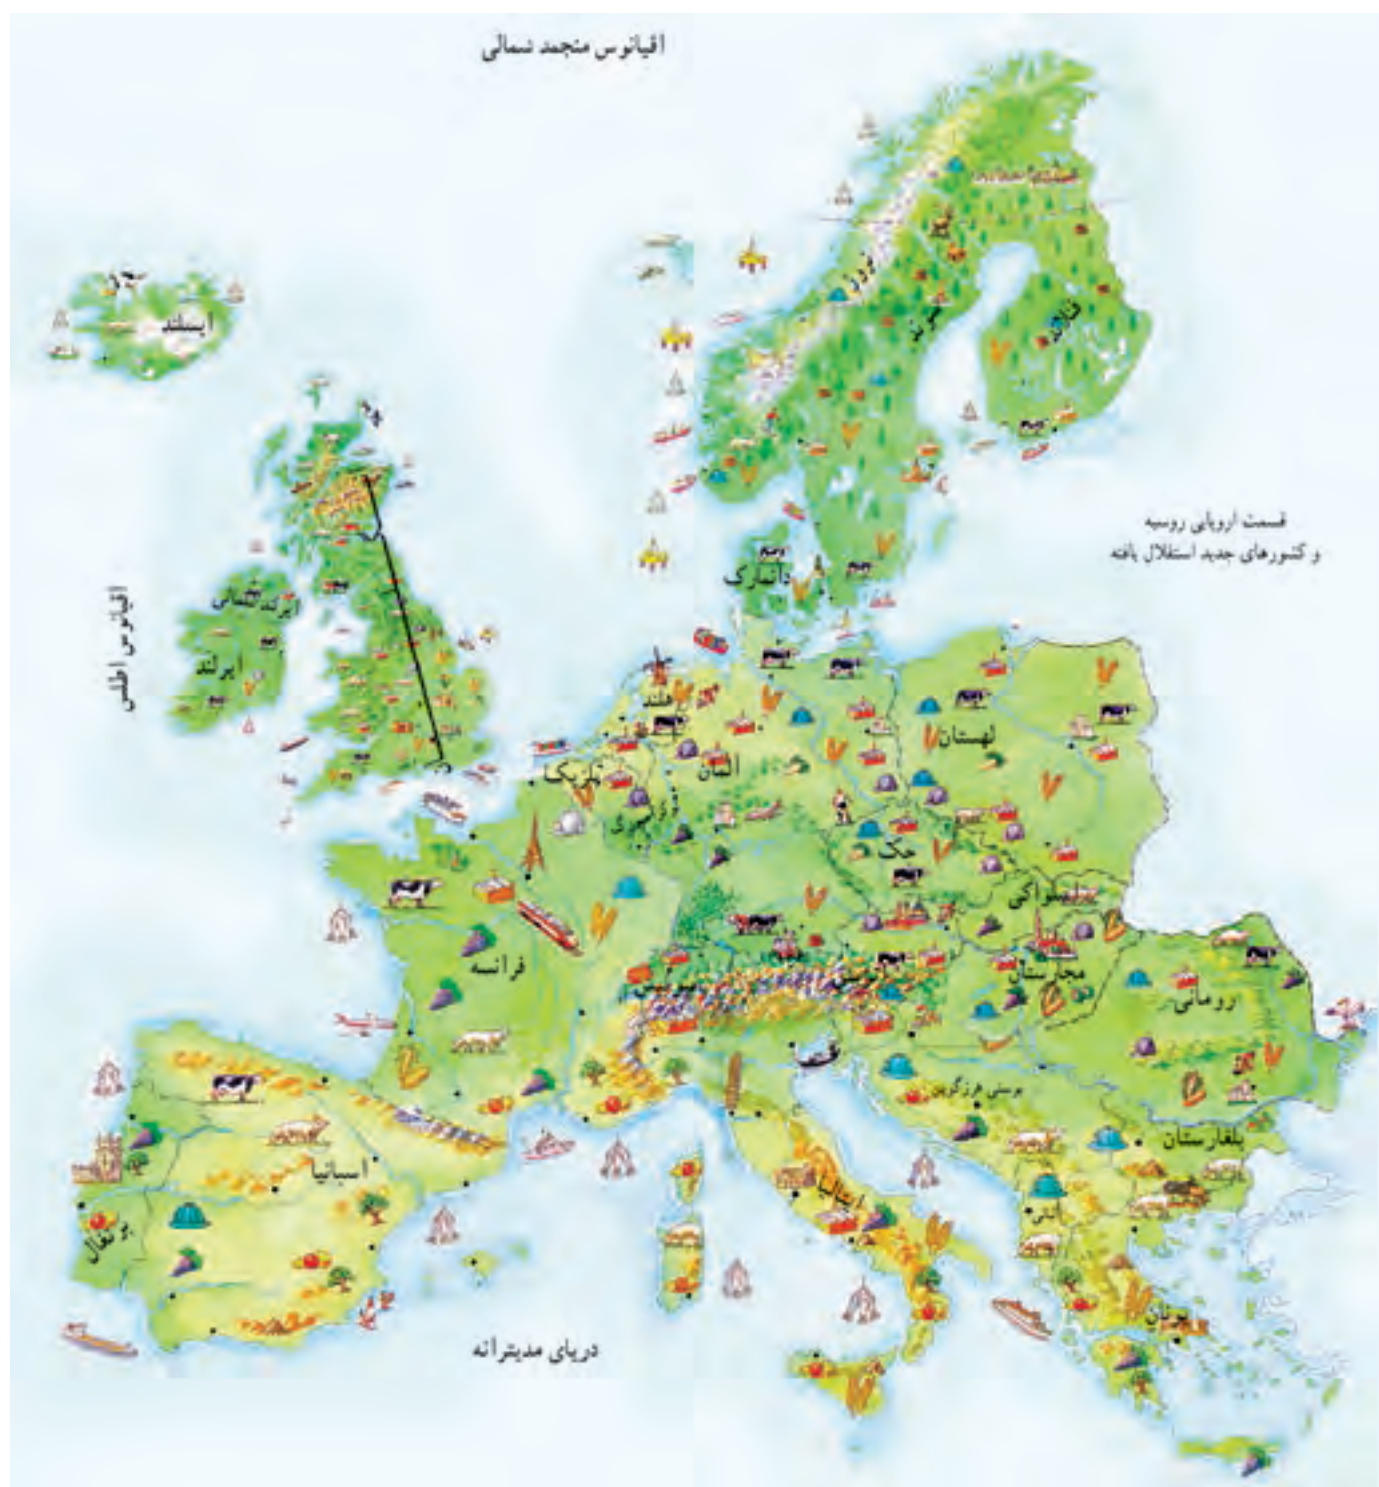 اقیانوس منجمد شمالی
نروژ
سوئد
فنلاند
ایسلند
قسمت اروپایی روسیه
و کشورهای جدید استقلال یافته
دانمارک
ایرلند شمالی
ایرلند
اقیانوس اطلس
هلند
لهستان
آلمان
بلژیک
چک
اسلواکی
فرانسه
سوئیس
اتریش
مجارستان
رومانی
بوسنی هرزگوین
بلغارستان
اسپانیا
پرتغال
ایتالیا
یونان
دریای مدیترانه